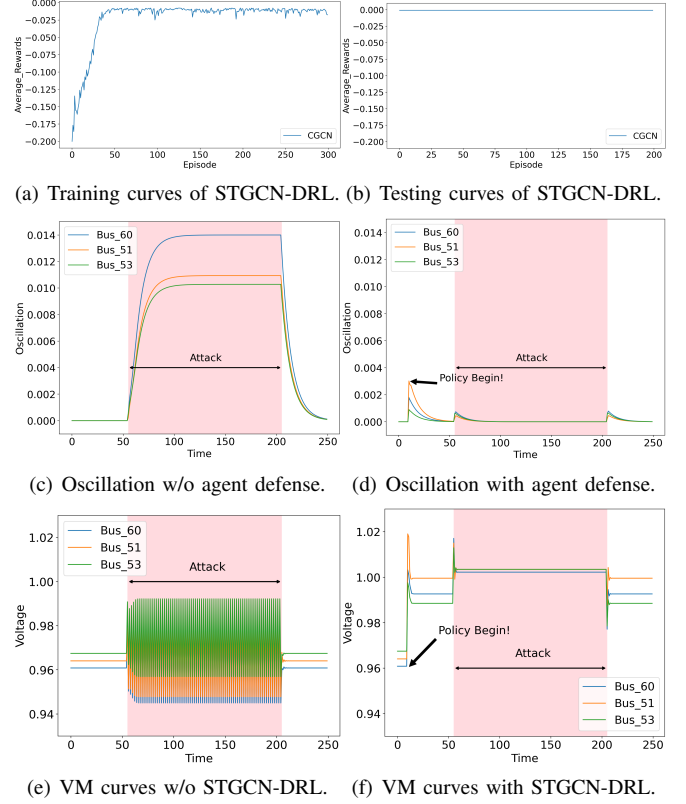 0.000
−0.025
−0.050
−0.075
−0.100
−0.125
−0.150
−0.175
−0.200
Average_Rewards
CGCN
0 50 100 150 200 250 300
Episode
0.000
−0.025
−0.050
−0.075
−0.100
−0.125
−0.150
−0.175
−0.200
Average_Rewards
CGCN
0 25 50 75 100 125 150 175 200
Episode
(a) Training curves of STGCN-DRL.
(b) Testing curves of STGCN-DRL.
0.014
0.012
0.010
0.008
0.006
0.004
0.002
0.000
Oscillation
Bus_60
Bus_51
Bus_53
Attack
0 50 100 150 200 250
Time
0.014
0.012
0.010
0.008
0.006
0.004
0.002
0.000
Oscillation
Bus_60
Bus_51
Bus_53
Attack
Policy Begin!
0 50 100 150 200 250
Time
(c) Oscillation w/o agent defense.
(d) Oscillation with agent defense.
1.02
1.00
0.98
0.96
0.94
Voltage
Bus_60
Bus_51
Bus_53
Attack
0 50 100 150 200 250
Time
1.02
1.00
0.98
0.96
0.94
Voltage
Policy Begin!
Attack
Bus_60
Bus_51
Bus_53
0 50 100 150 200 250
Time
(e) VM curves w/o STGCN-DRL.
(f) VM curves with STGCN-DRL.